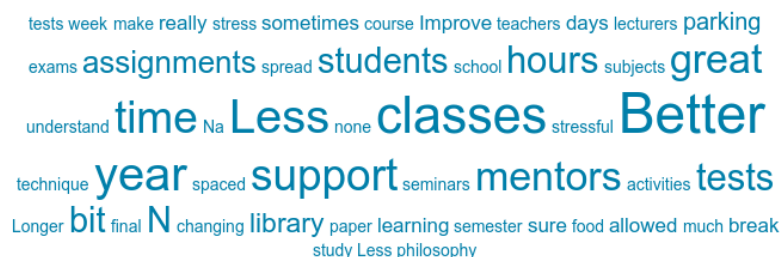 tests week make really stress sometimes course Improve teachers days lecturers parking
exams assignments spread students school hours subjects great
understand time Na Less none classes stressful Better
technique year spaced support seminars mentors activities tests
Longer bit final N changing library paper learning semester sure food allowed much break
study Less philosophy